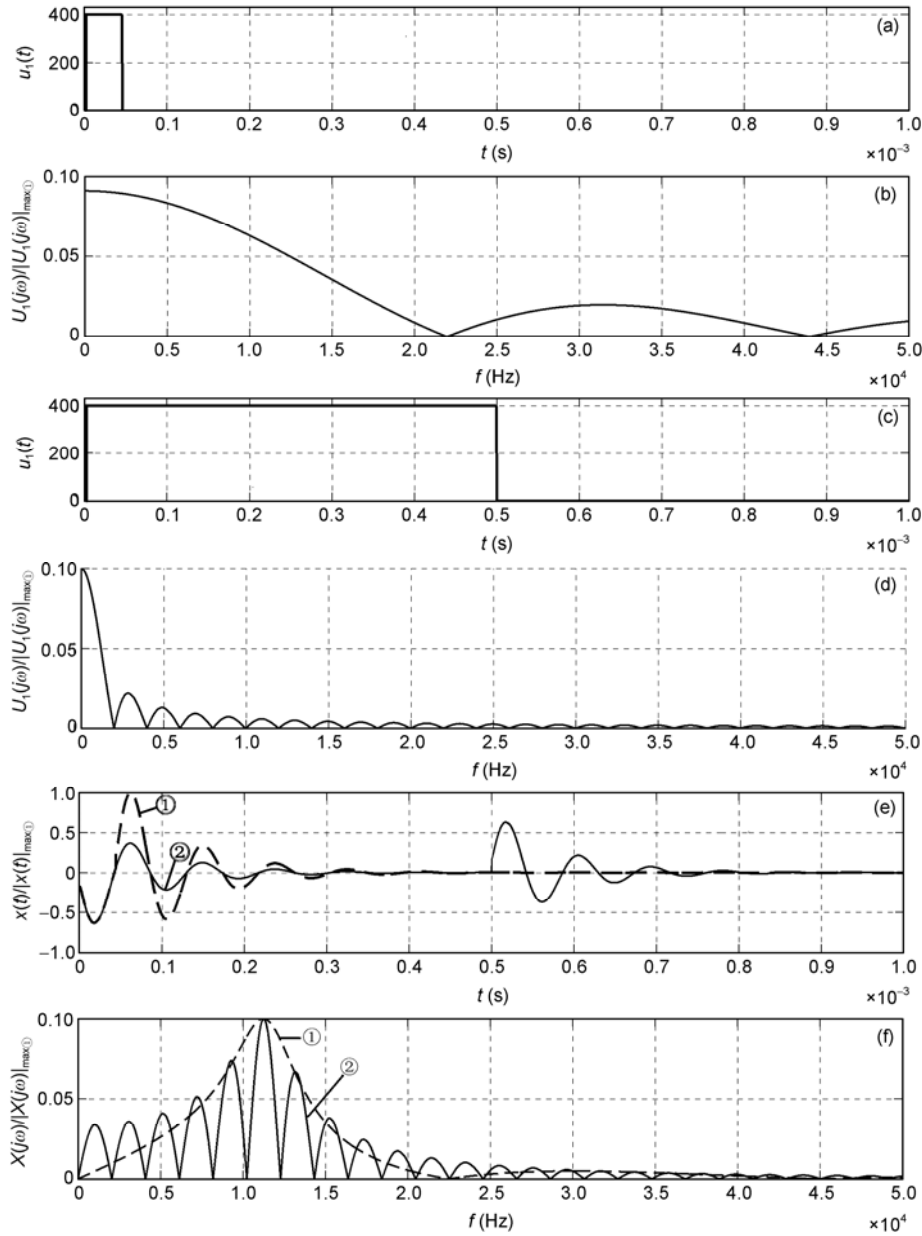 (a)
u₁(t)
400
200
0
0 0.1 0.2 0.3 0.4 0.5 0.6 0.7 0.8 0.9 1.0
t (s)
×10⁻³
(b)
U₁(jω)/|U₁(jω)|max①
0.10
0.05
0
0 0.5 1.0 1.5 2.0 2.5 3.0 3.5 4.0 4.5 5.0
f (Hz)
×10⁴
(c)
u₁(t)
400
200
0
0 0.1 0.2 0.3 0.4 0.5 0.6 0.7 0.8 0.9 1.0
t (s)
×10⁻³
(d)
U₁(jω)/|U₁(jω)|max①
0.10
0.05
0
0 0.5 1.0 1.5 2.0 2.5 3.0 3.5 4.0 4.5 5.0
f (Hz)
×10⁴
(e)
x(t)/|x(t)|max①
1.0
0.5
0
−0.5
−1.0
①
②
0 0.1 0.2 0.3 0.4 0.5 0.6 0.7 0.8 0.9 1.0
t (s)
×10⁻³
(f)
X(jω)/|X(jω)|max①
0.10
0.05
0
①
②
0 0.5 1.0 1.5 2.0 2.5 3.0 3.5 4.0 4.5 5.0
f (Hz)
×10⁴